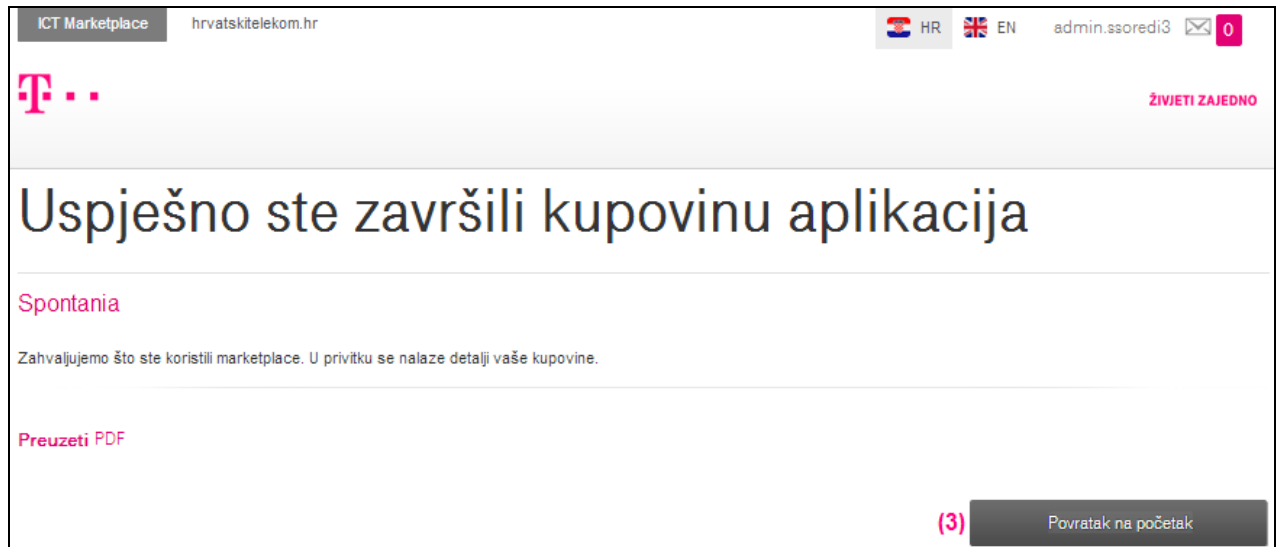 ICT Marketplace hrvatskitelekom.hr HR EN admin.ssoredi3 0
T
ŽIVJETI ZAJEDNO
Uspješno ste završili kupovinu aplikacija
Spontania
Zahvaljujemo što ste koristili marketplace. U privitku se nalaze detalji vaše kupovine.
Preuzeti PDF
(3) Povratak na početak